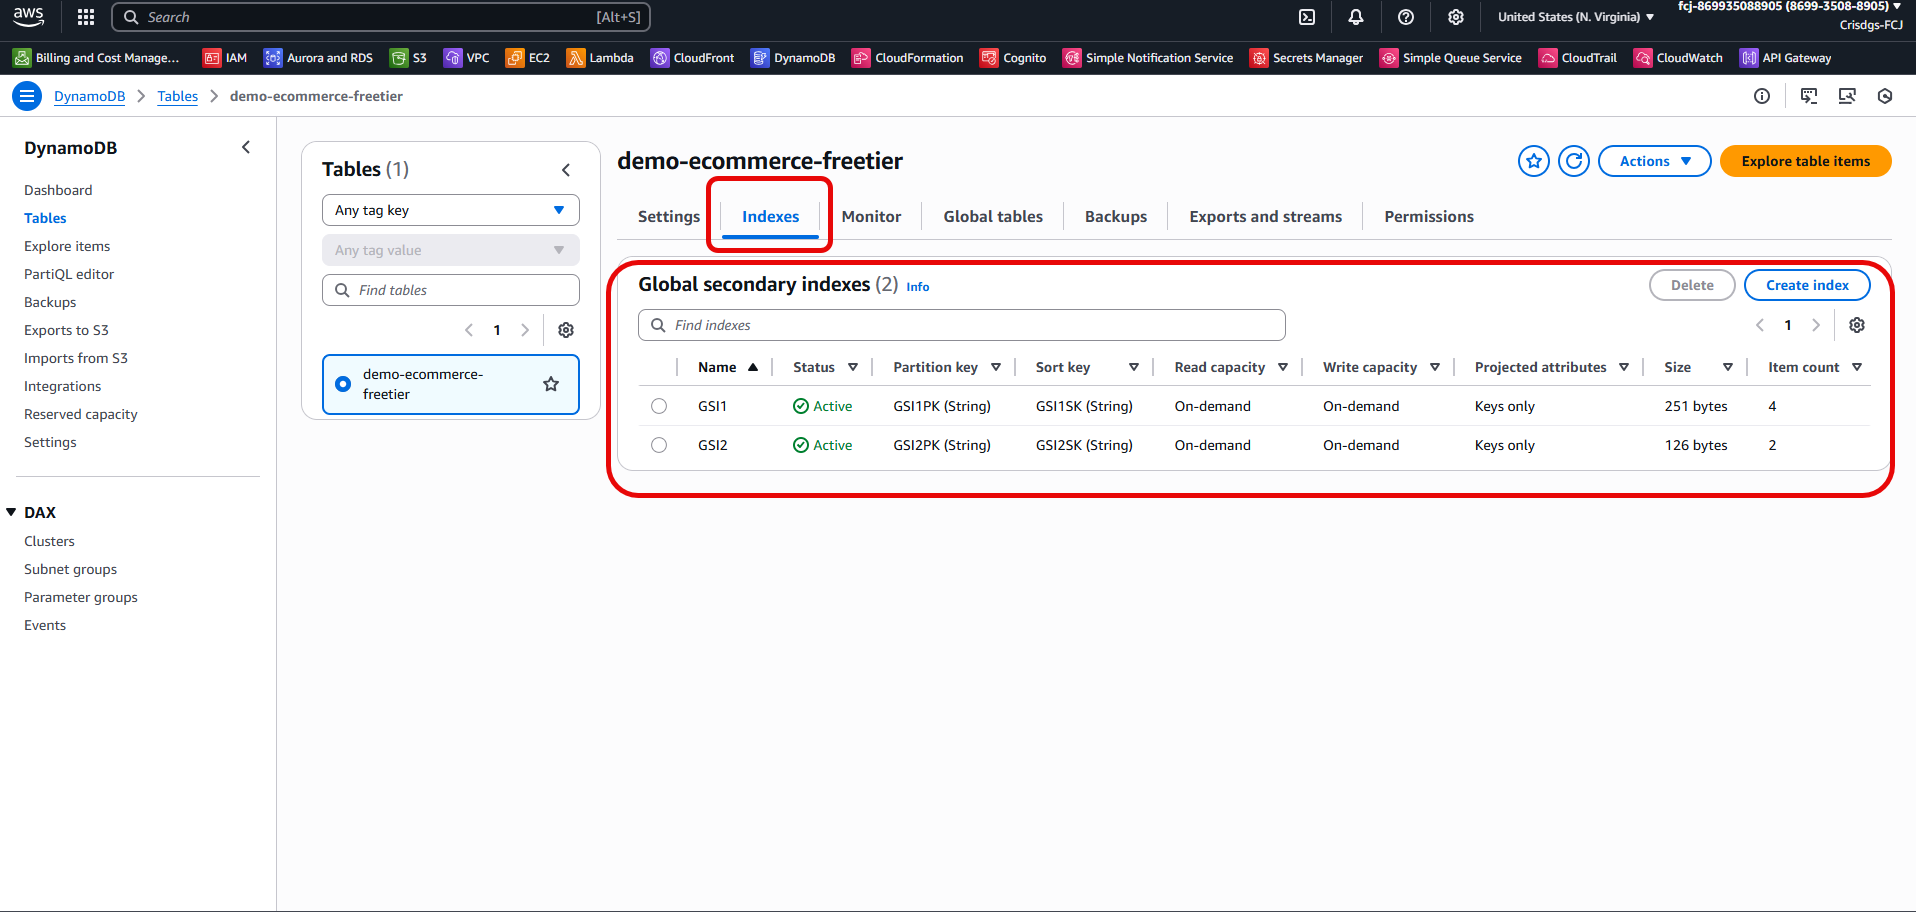 aws
Search [Alt+S]
United States (N. Virginia)
fcj-869935088905 (8699-3508-8905)
Crisdgs-FCJ
Billing and Cost Manage... IAM Aurora and RDS S3 VPC EC2 Lambda CloudFront DynamoDB CloudFormation Cognito Simple Notification Service Secrets Manager Simple Queue Service CloudTrail CloudWatch API Gateway
DynamoDB Tables demo-ecommerce-freetier
DynamoDB
Dashboard
Tables
Explore items
PartiQL editor
Backups
Exports to S3
Imports from S3
Integrations
Reserved capacity
Settings
DAX
Clusters
Subnet groups
Parameter groups
Events
Tables (1)
Any tag key
Any tag value
Find tables
1
demo-ecommerce-
freetier
demo-ecommerce-freetier
Actions
Explore table items
Settings Indexes Monitor Global tables Backups Exports and streams Permissions
Global secondary indexes (2) Info
Delete
Create index
Find indexes
1
Name Status Partition key Sort key Read capacity Write capacity Projected attributes Size Item count
GSI1 Active GSI1PK (String) GSI1SK (String) On-demand On-demand Keys only 251 bytes 4
GSI2 Active GSI2PK (String) GSI2SK (String) On-demand On-demand Keys only 126 bytes 2